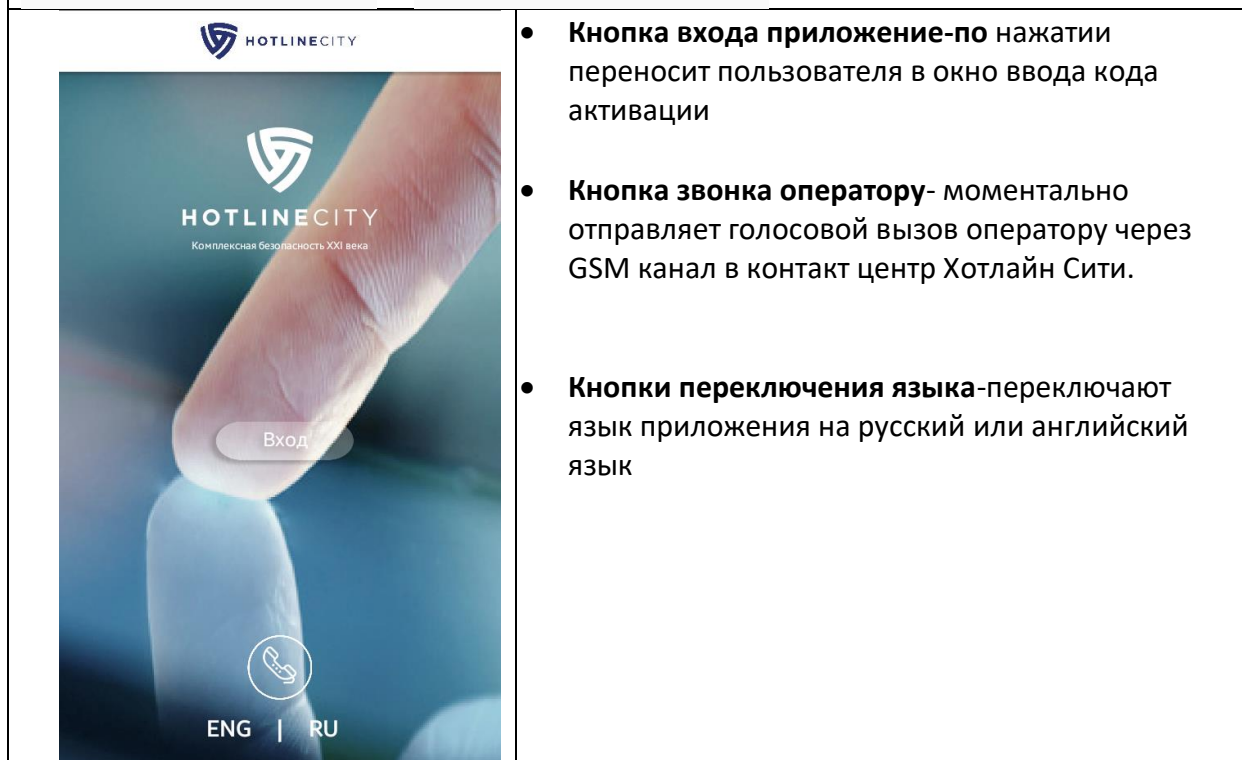 HOTLINECITY
HOTLINECITY
Комплексная безопасность XXI века
Вход
ENG | RU
• Кнопка входа приложение-по нажатии
переносит пользователя в окно ввода кода
активации
• Кнопка звонка оператору- моментально
отправляет голосовой вызов оператору через
GSM канал в контакт центр Хотлайн Сити.
• Кнопки переключения языка-переключают
язык приложения на русский или английский
язык